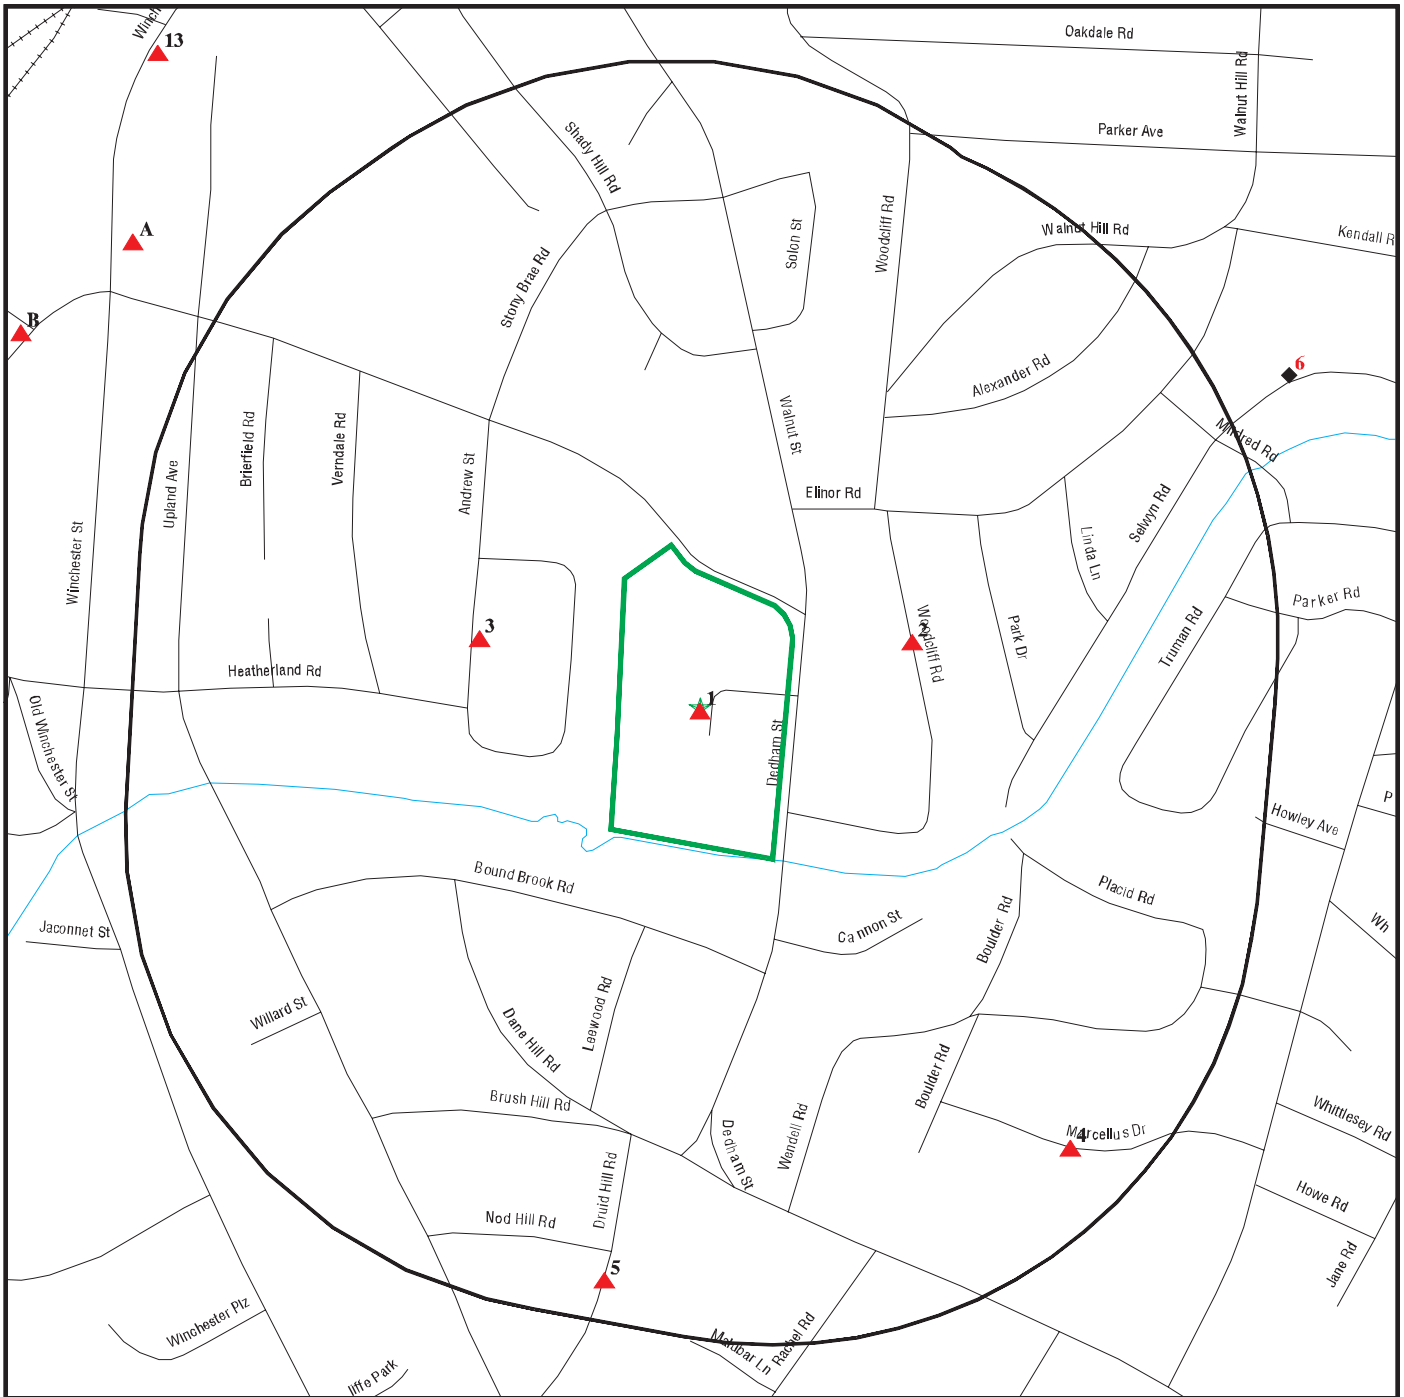 Winch
13
Oakdale Rd
Walnut Hill Rd
Parker Ave
Shady Hill Rd
A
Solon St
Woodcliff Rd
Walnut Hill Rd
Kendall R
Stony Brae Rd
B
6
Alexander Rd
Walnut St
Mildred Rd
Brierfield Rd
Verndale Rd
Andrew St
Upland Ave
Elinor Rd
Selwyn Rd
Linda Ln
Winchester St
Parker Rd
Truman Rd
3
2
Woodcliff Rd
Park Dr
Heatherland Rd
1
Old Winchester St
Dedham St
P
Howley Ave
Bound Brook Rd
Placid Rd
Wh
Jaconnet St
Cannon St
Boulder Rd
Willard St
Leewood Rd
Dane Hill Rd
Boulder Rd
Brush Hill Rd
Wendell Rd
Dedham St
Marcellus Dr
4
Whittlesey Rd
Druid Hill Rd
Howe Rd
Nod Hill Rd
Jane Rd
5
Winchester Plz
Malubar Ln
Rachel Rd
liffe Park